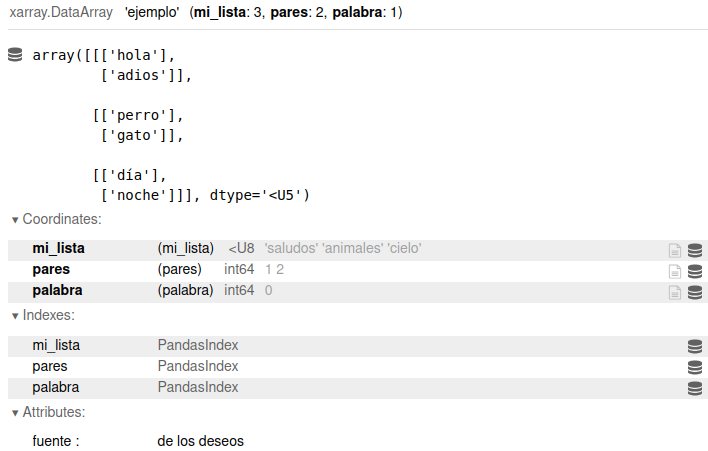 xarray.DataArray 'ejemplo' (mi_lista: 3, pares: 2, palabra: 1)
array([[['hola'],
        ['adios']],

       [['perro'],
        ['gato']],

       [['día'],
        ['noche']]], dtype='<U5')
▾ Coordinates:
mi_lista (mi_lista) <U8 'saludos' 'animales' 'cielo'
pares (pares) int64 1 2
palabra (palabra) int64 0
▾ Indexes:
mi_lista PandasIndex
pares PandasIndex
palabra PandasIndex
▾ Attributes:
fuente : de los deseos